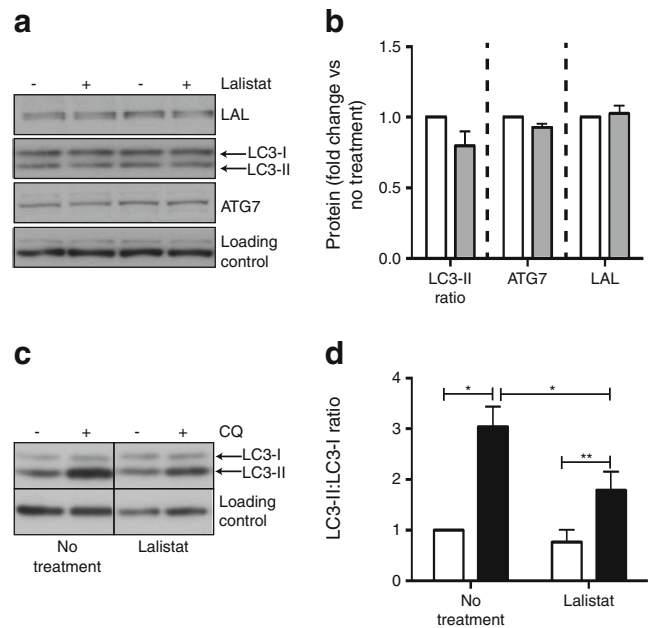 a
- + - + Lalistat
LAL
LC3-I
LC3-II
ATG7
Loading
control
b
Protein (fold change vs
no treatment)
1.5
1.0
0.5
0.0
LC3-II
ratio
ATG7
LAL
c
- + - + CQ
LC3-I
LC3-II
Loading
control
No
treatment
Lalistat
d
LC3-II:LC3-I ratio
4
3
2
1
0
*
*
**
No
treatment
Lalistat